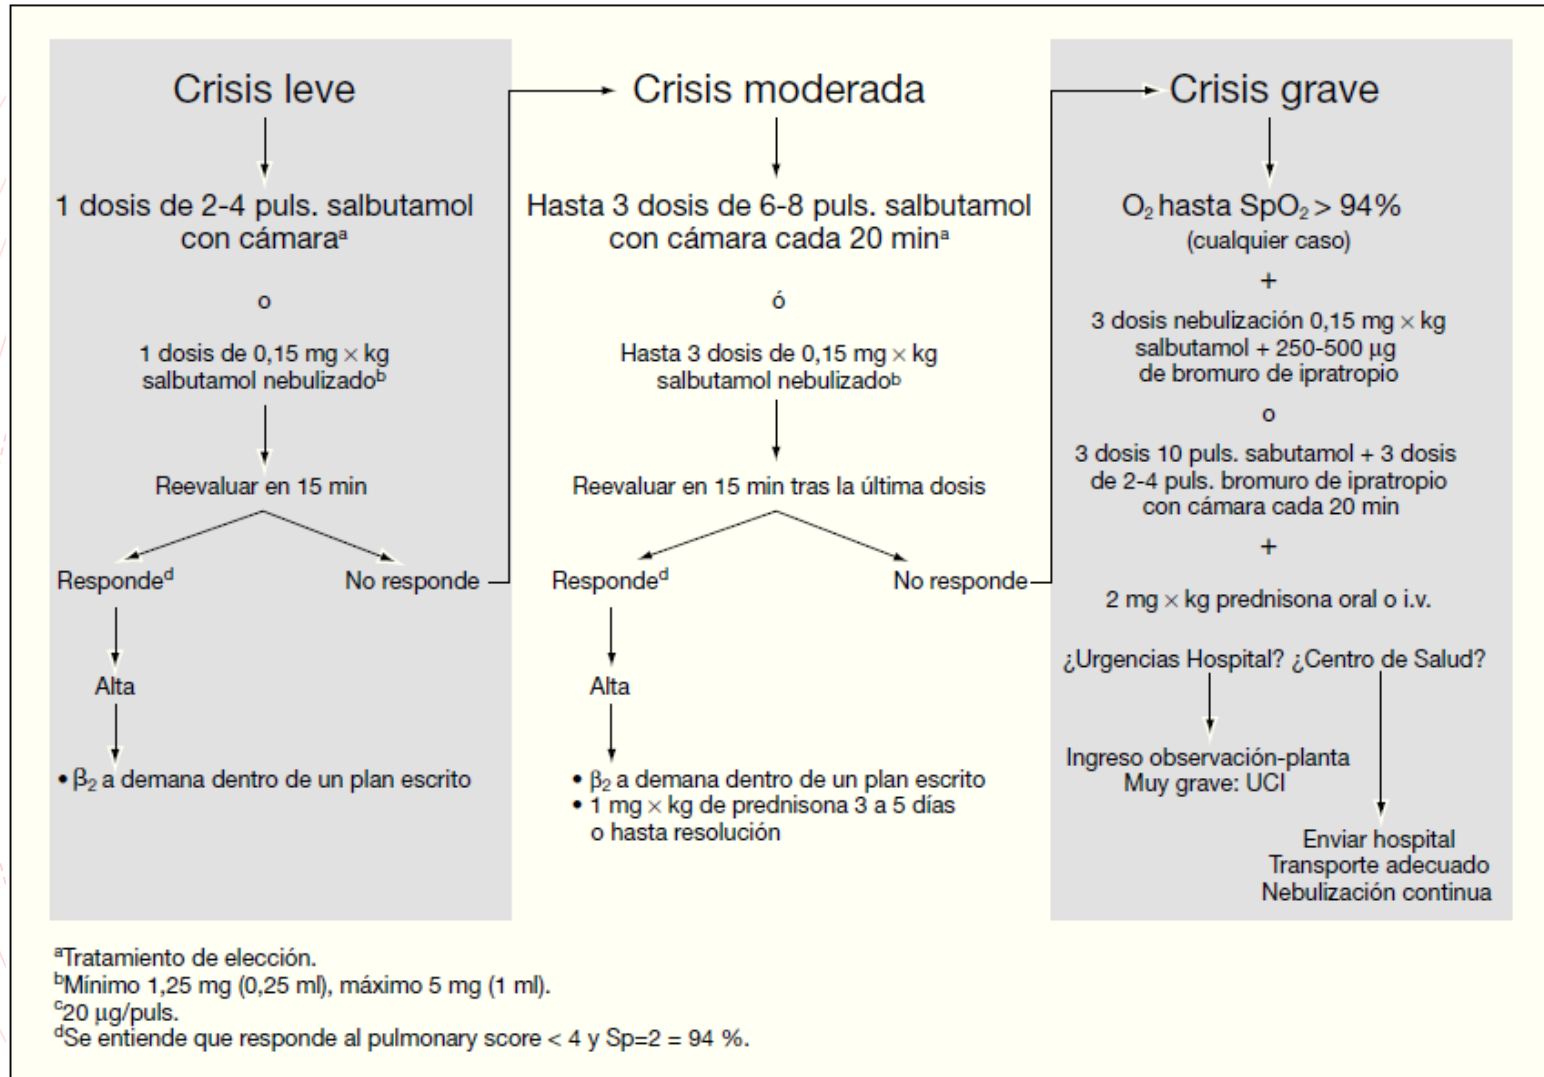 Crisis leve
1 dosis de 2-4 puls. salbutamol
con cámaraᵃ
o
1 dosis de 0,15 mg × kg
salbutamol nebulizadoᵇ
Reevaluar en 15 min
Respondeᵈ
No responde
Alta
• β₂ a demana dentro de un plan escrito
Crisis moderada
Hasta 3 dosis de 6-8 puls. salbutamol
con cámara cada 20 minᵃ
ó
Hasta 3 dosis de 0,15 mg × kg
salbutamol nebulizadoᵇ
Reevaluar en 15 min tras la última dosis
Respondeᵈ
No responde
Alta
• β₂ a demana dentro de un plan escrito
• 1 mg × kg de prednisona 3 a 5 días
o hasta resolución
Crisis grave
O₂ hasta SpO₂ > 94%
(cualquier caso)
+
3 dosis nebulización 0,15 mg × kg
salbutamol + 250-500 µg
de bromuro de ipratropio
o
3 dosis 10 puls. sabutamol + 3 dosis
de 2-4 puls. bromuro de ipratropio
con cámara cada 20 min
+
2 mg × kg prednisona oral o i.v.
¿Urgencias Hospital? ¿Centro de Salud?
Ingreso observación-planta
Muy grave: UCI
Enviar hospital
Transporte adecuado
Nebulización continua
ᵃTratamiento de elección.
ᵇMínimo 1,25 mg (0,25 ml), máximo 5 mg (1 ml).
ᶜ20 µg/puls.
ᵈSe entiende que responde al pulmonary score < 4 y Sp=2 = 94 %.